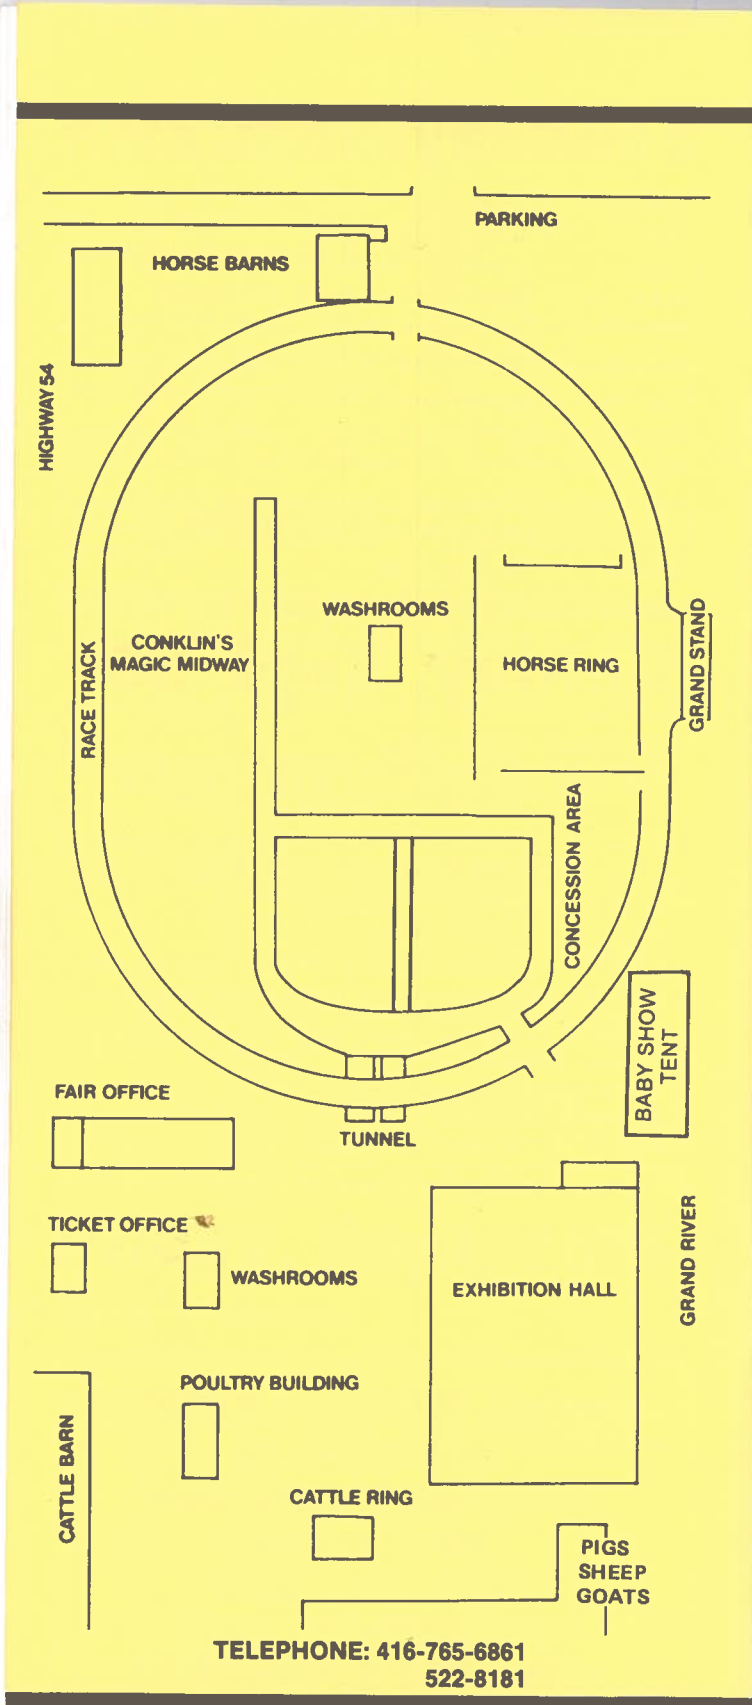 PARKING
HORSE BARNS
HIGHWAY 54
WASHROOMS
CONKLIN'S
MAGIC MIDWAY
RACE TRACK
HORSE RING
GRAND STAND
CONCESSION AREA
BABY SHOW
TENT
FAIR OFFICE
TUNNEL
TICKET OFFICE
WASHROOMS
EXHIBITION HALL
GRAND RIVER
POULTRY BUILDING
CATTLE BARN
CATTLE RING
PIGS
SHEEP
GOATS
TELEPHONE: 416-765-6861
522-8181